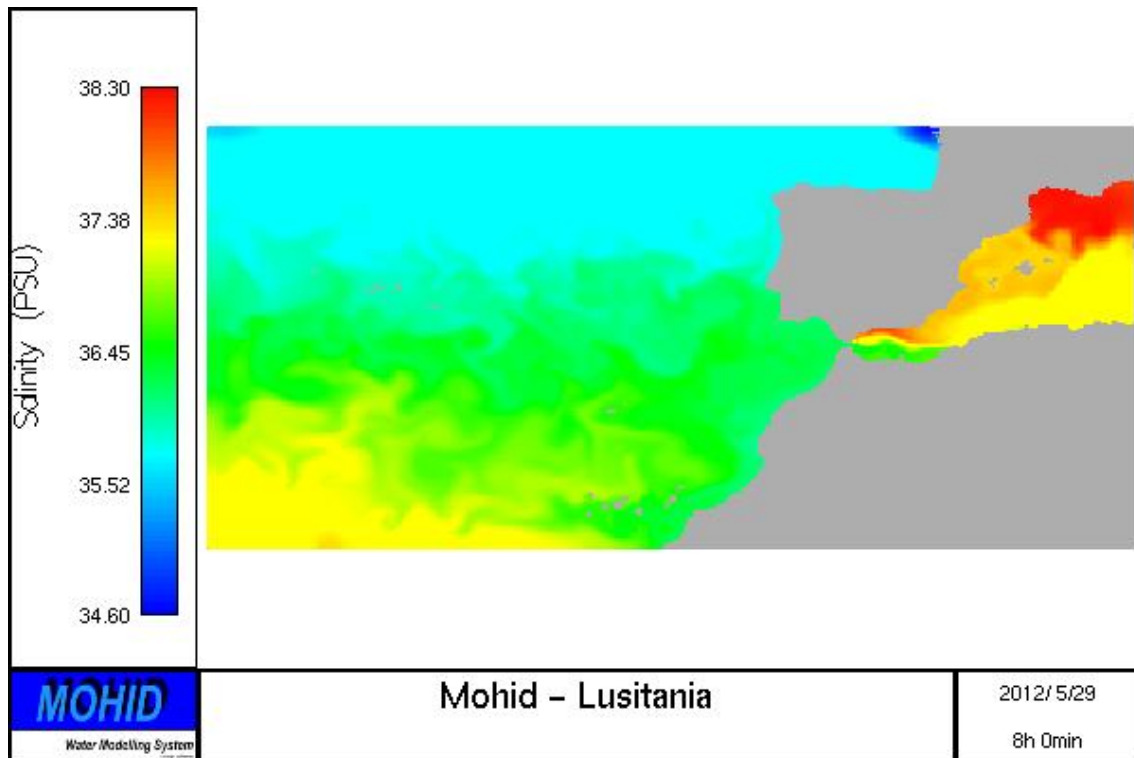 38.30
37.38
36.45
35.52
34.60
Salinity (PSU)
MOHID
Water Modelling System
Mohid - Lusitania
2012/ 5/29
8h 0min